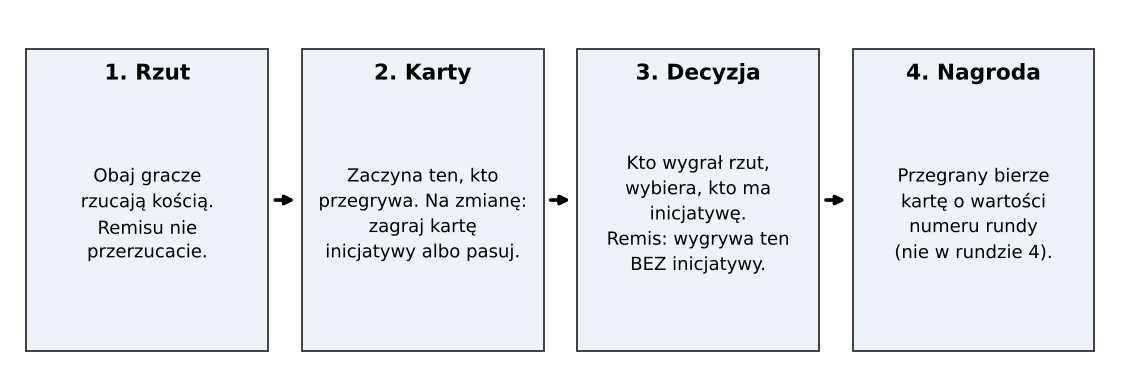 1. Rzut
Obaj gracze
rzucają kością.
Remisu nie
przerzucacie.
2. Karty
Zaczyna ten, kto
przegrywa. Na zmianę:
zagraj kartę
inicjatywy albo pasuj.
3. Decyzja
Kto wygrał rzut,
wybiera, kto ma
inicjatywę.
Remis: wygrywa ten
BEZ inicjatywy.
4. Nagroda
Przegrany bierze
kartę o wartości
numeru rundy
(nie w rundzie 4).